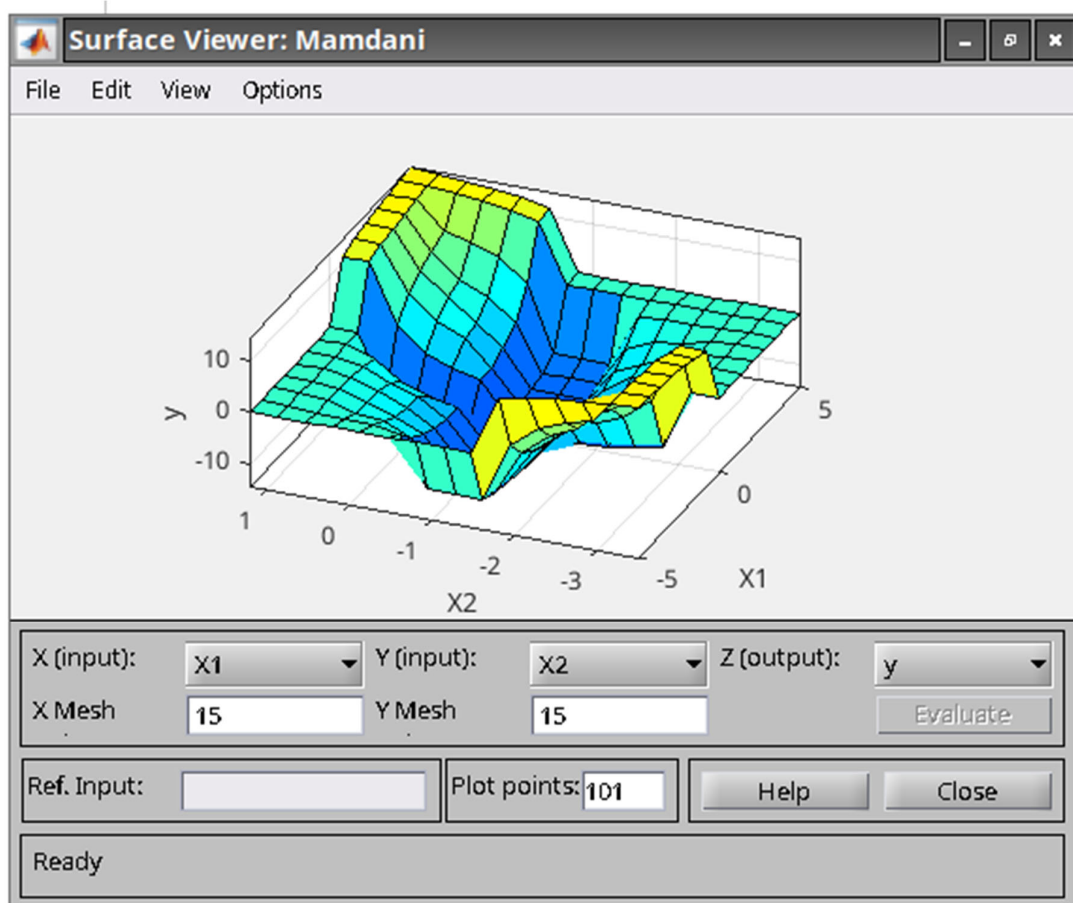 Surface Viewer: Mamdani
File Edit View Options
10
0
-10
y
1
0
-1
-2
-3
X2
-5
0
5
X1
X (input): X1 Y (input): X2 Z (output): y
X Mesh 15 Y Mesh 15 Evaluate
Ref. Input: Plot points: 101 Help Close
Ready